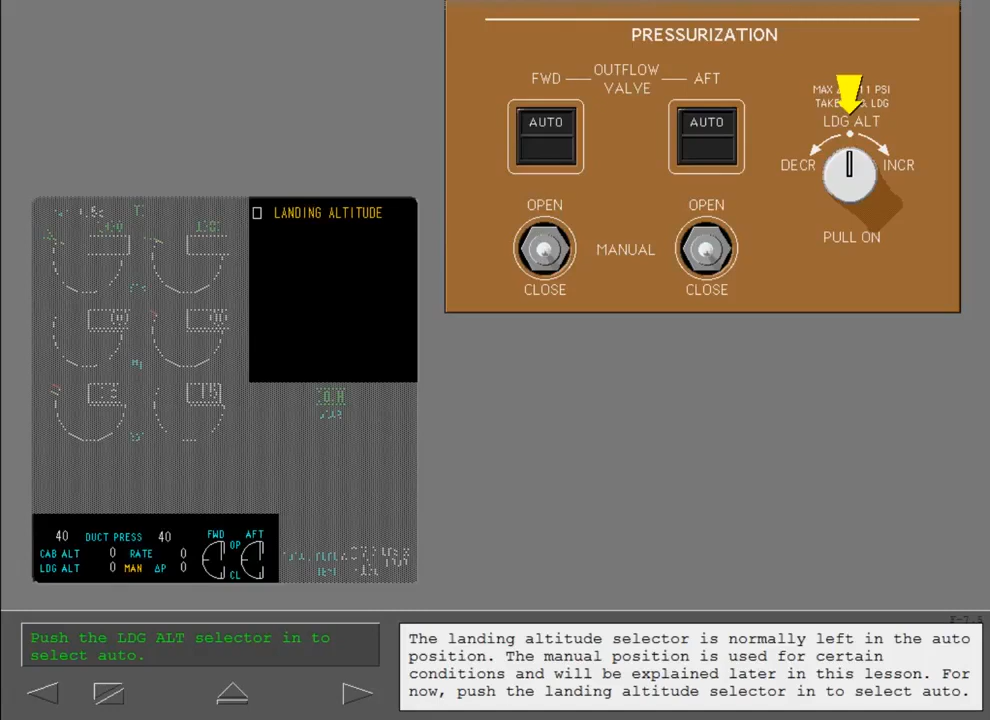 PRESSURIZATION
FWD
OUTFLOW
VALVE
AFT
AUTO
AUTO
MAX 11 PSI
LDG
LDG ALT
DECR
INCR
PULL ON
OPEN
OPEN
MANUAL
CLOSE
CLOSE
LANDING ALTITUDE
40 DUCT PRESS 40
FWD AFT
OP
CAB ALT 0 RATE 0
LDG ALT 0 MAN ΔP 0
CL
Push the LDG ALT selector in to
select auto.
The landing altitude selector is normally left in the auto
position. The manual position is used for certain
conditions and will be explained later in this lesson. For
now, push the landing altitude selector in to select auto.